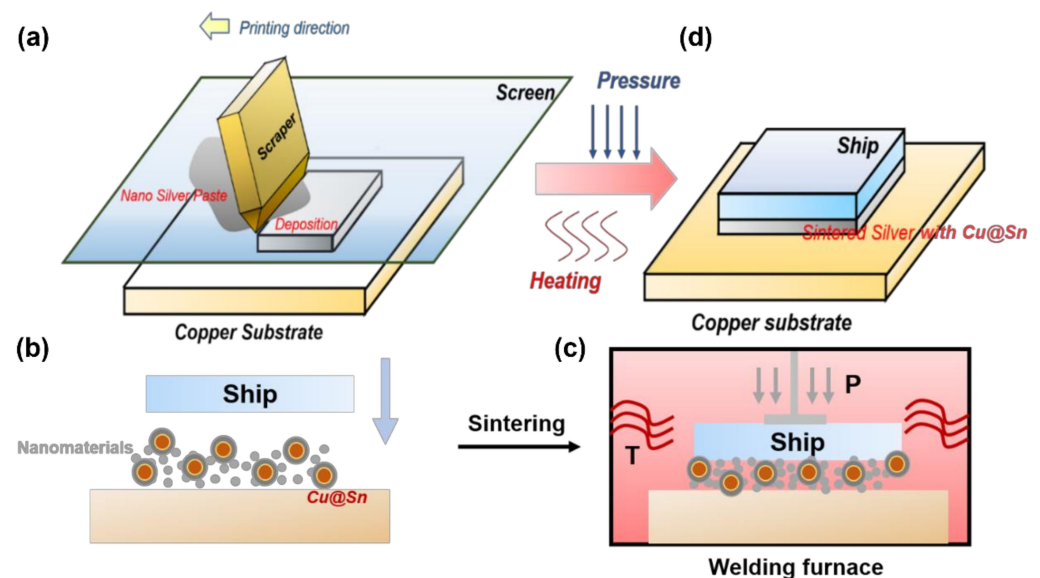 (a)
Printing direction
Screen
Scraper
Nano Silver Paste
Deposition
Copper Substrate
Pressure
Heating
(d)
Ship
Sintered Silver with Cu@Sn
Copper substrate
(b)
Ship
Nanomaterials
Cu@Sn
Sintering
(c)
P
T
Ship
Welding furnace